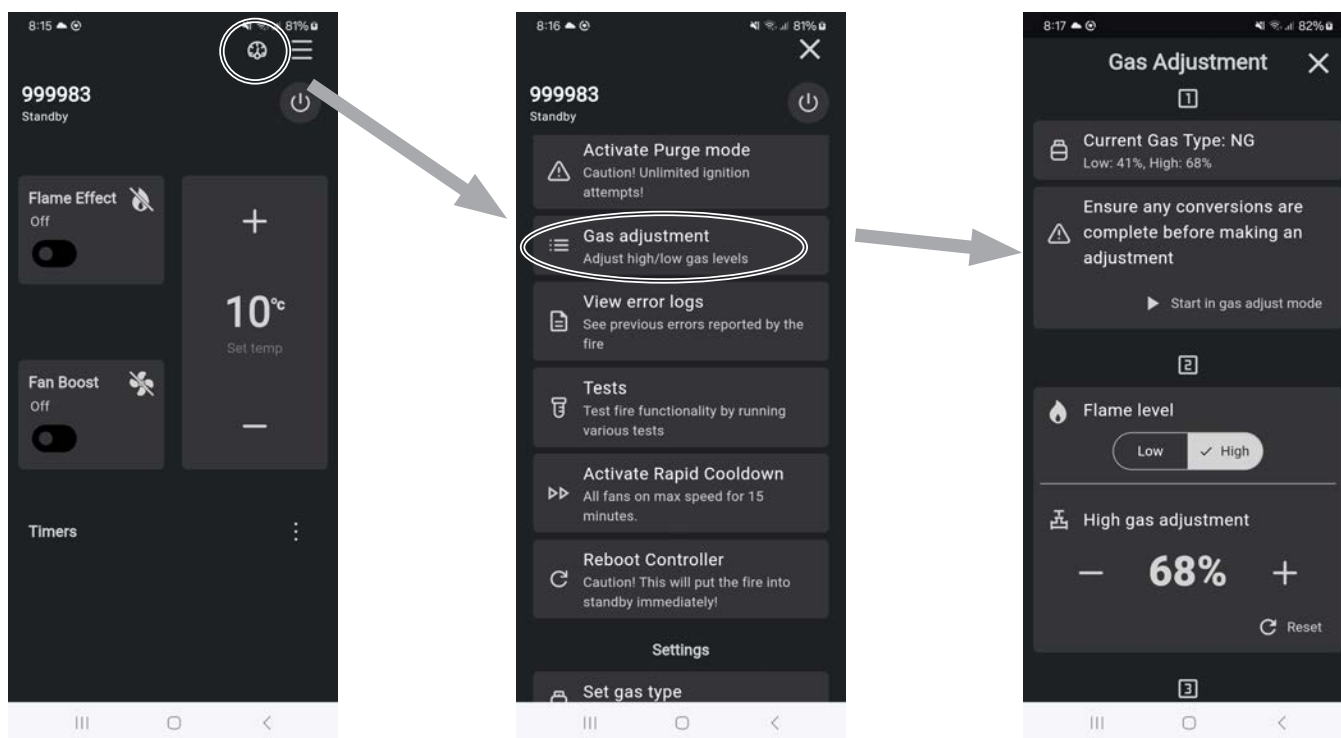 8:15
81%
999983
Standby
Flame Effect
Off
+
10°c
Set temp
−
Fan Boost
Off
Timers
8:16
81%
999983
Standby
Activate Purge mode
Caution! Unlimited ignition
attempts!
Gas adjustment
Adjust high/low gas levels
View error logs
See previous errors reported by the
fire
Tests
Test fire functionality by running
various tests
Activate Rapid Cooldown
All fans on max speed for 15
minutes.
Reboot Controller
Caution! This will put the fire into
standby immediately!
Settings
Set gas type
8:17
82%
Gas Adjustment
1
Current Gas Type: NG
Low: 41%, High: 68%
Ensure any conversions are
complete before making an
adjustment
Start in gas adjust mode
2
Flame level
Low
High
High gas adjustment
− 68% +
Reset
3